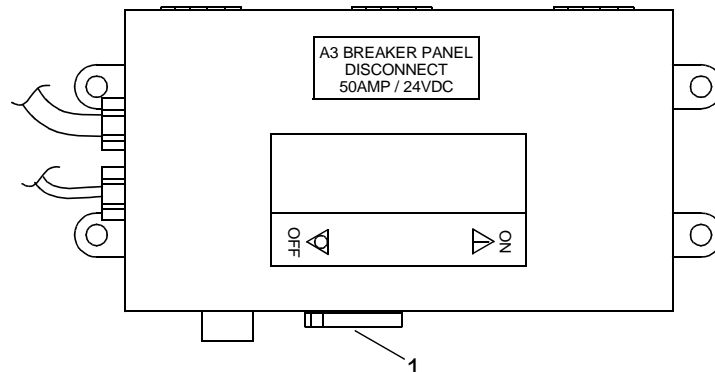 A3 BREAKER PANEL
DISCONNECT
50AMP / 24VDC
OFF
ON
1